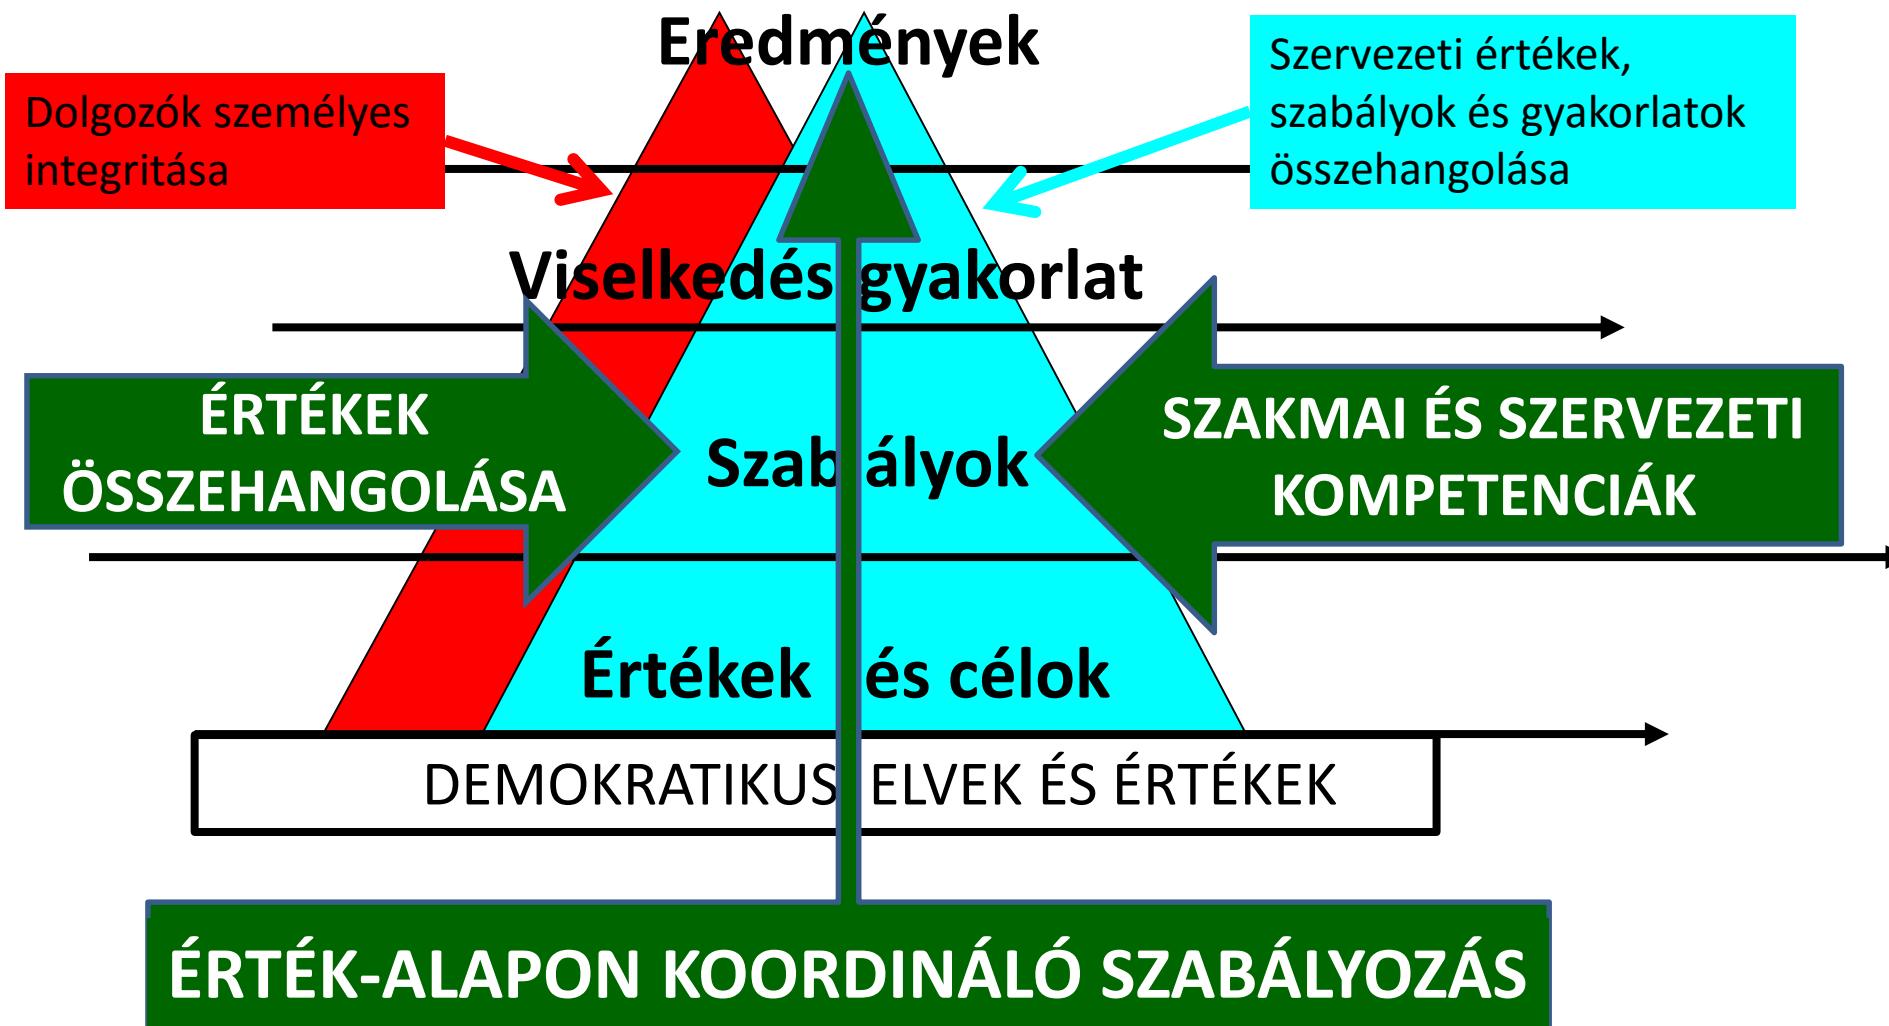 Eredmények
Dolgozók személyes
integritása
Szervezeti értékek,
szabályok és gyakorlatok
összehangolása
Viselkedés gyakorlat
ÉRTÉKEK
ÖSSZEHANGOLÁSA
Szabályok
SZAKMAI ÉS SZERVEZETI
KOMPETENCIÁK
Értékek és célok
DEMOKRATIKUS ELVEK ÉS ÉRTÉKEK
ÉRTÉK-ALAPON KOORDINÁLÓ SZABÁLYOZÁS